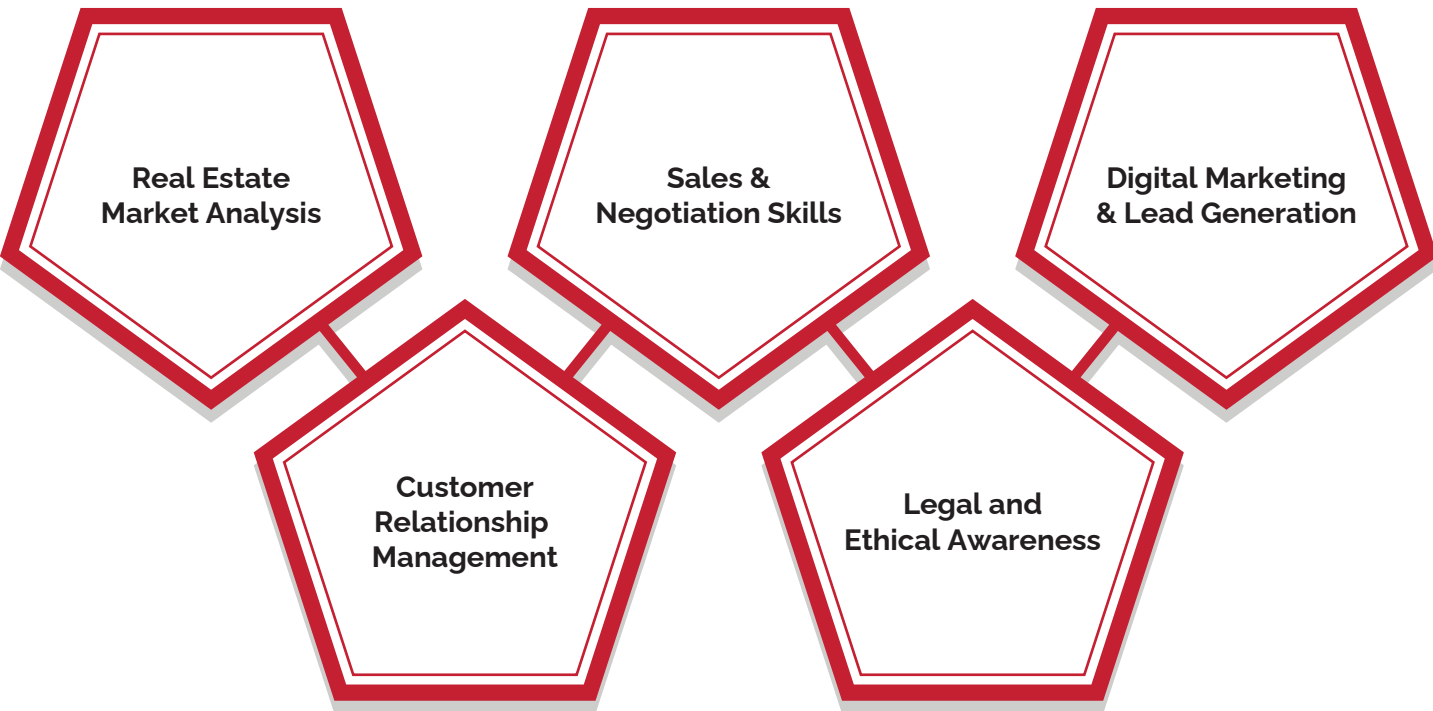 Real Estate
Market Analysis
Sales &
Negotiation Skills
Digital Marketing
& Lead Generation
Customer
Relationship
Management
Legal and
Ethical Awareness